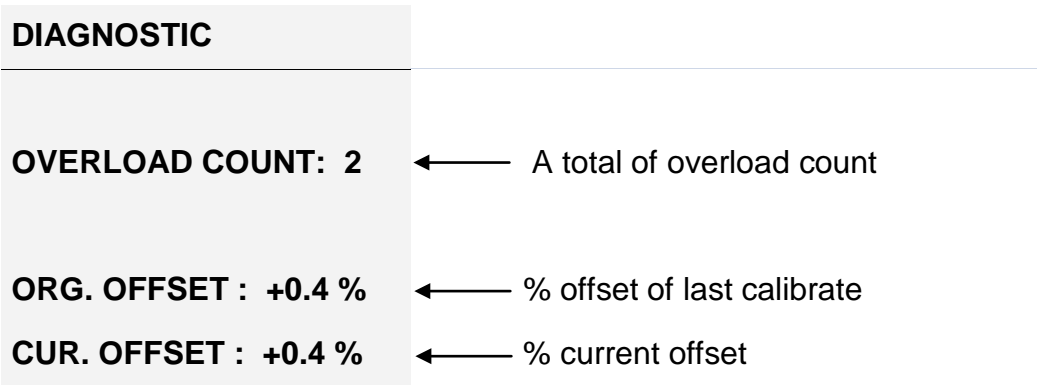 DIAGNOSTIC
OVERLOAD COUNT: 2 A total of overload count
ORG. OFFSET : +0.4 % % offset of last calibrate
CUR. OFFSET : +0.4 % % current offset